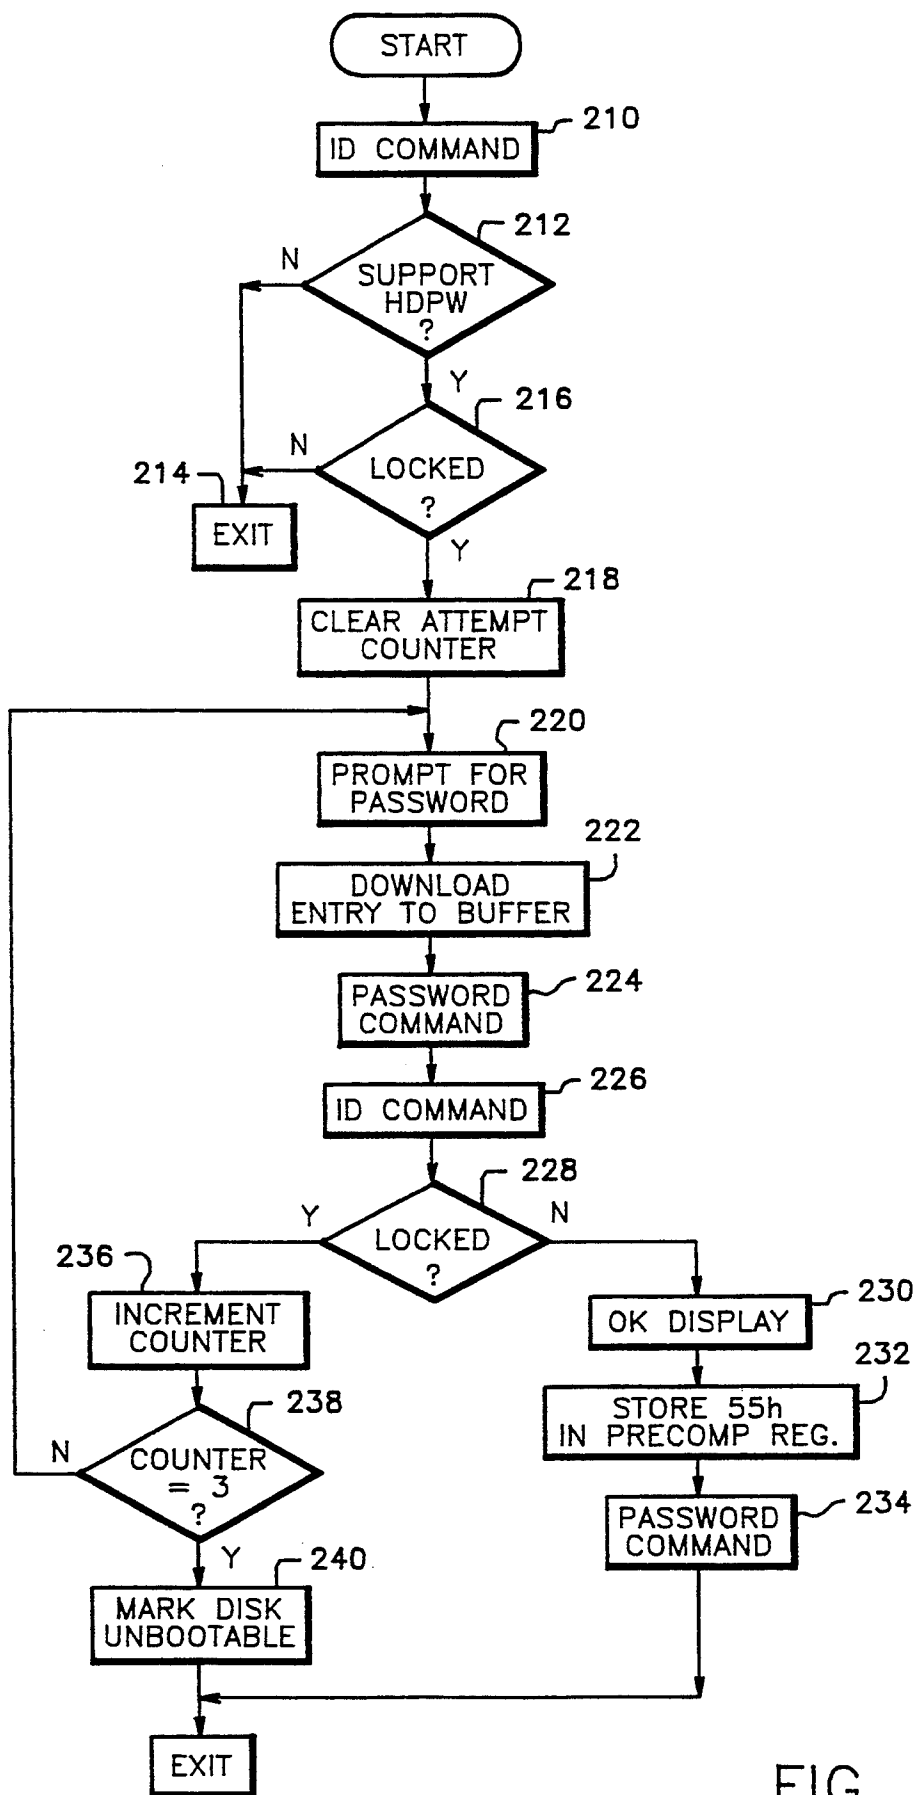 START
210
ID COMMAND
212
N
SUPPORT
HDPW
?
Y
216
N
LOCKED
?
214
EXIT
Y
218
CLEAR ATTEMPT
COUNTER
220
PROMPT FOR
PASSWORD
222
DOWNLOAD
ENTRY TO BUFFER
224
PASSWORD
COMMAND
226
ID COMMAND
228
Y
N
LOCKED
?
236
INCREMENT
COUNTER
230
OK DISPLAY
232
STORE 55h
IN PRECOMP REG.
238
N
COUNTER
= 3
?
Y
234
PASSWORD
COMMAND
240
MARK DISK
UNBOOTABLE
EXIT
FIG